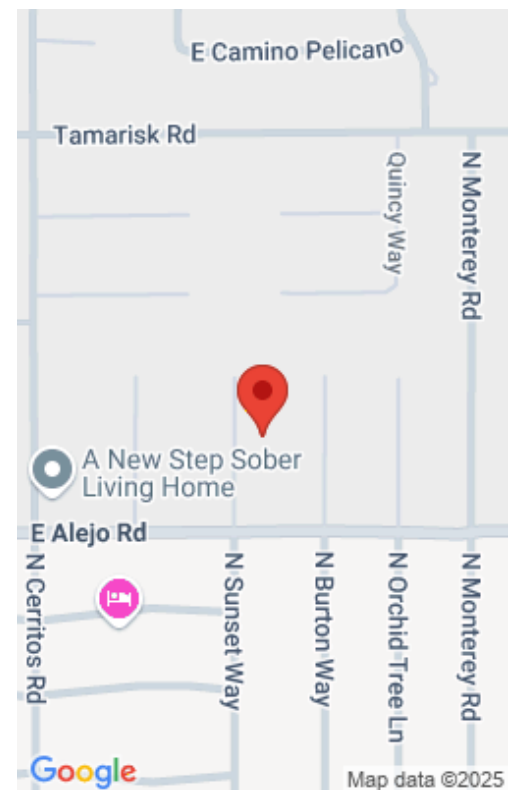 E Camino Pelicano
Tamarisk Rd
Quincy Way
N Monterey Rd
A New Step Sober
Living Home
E Alejo Rd
N Cerritos Rd
N Sunset Way
N Burton Way
N Orchid Tree Ln
N Monterey Rd
Google
Map data ©2025